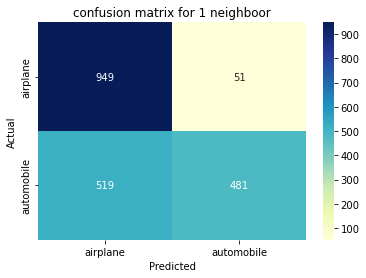 confusion matrix for 1 neighboor
Actual
airplane
automobile
949
51
519
481
airplane
automobile
Predicted
900
800
700
600
500
400
300
200
100